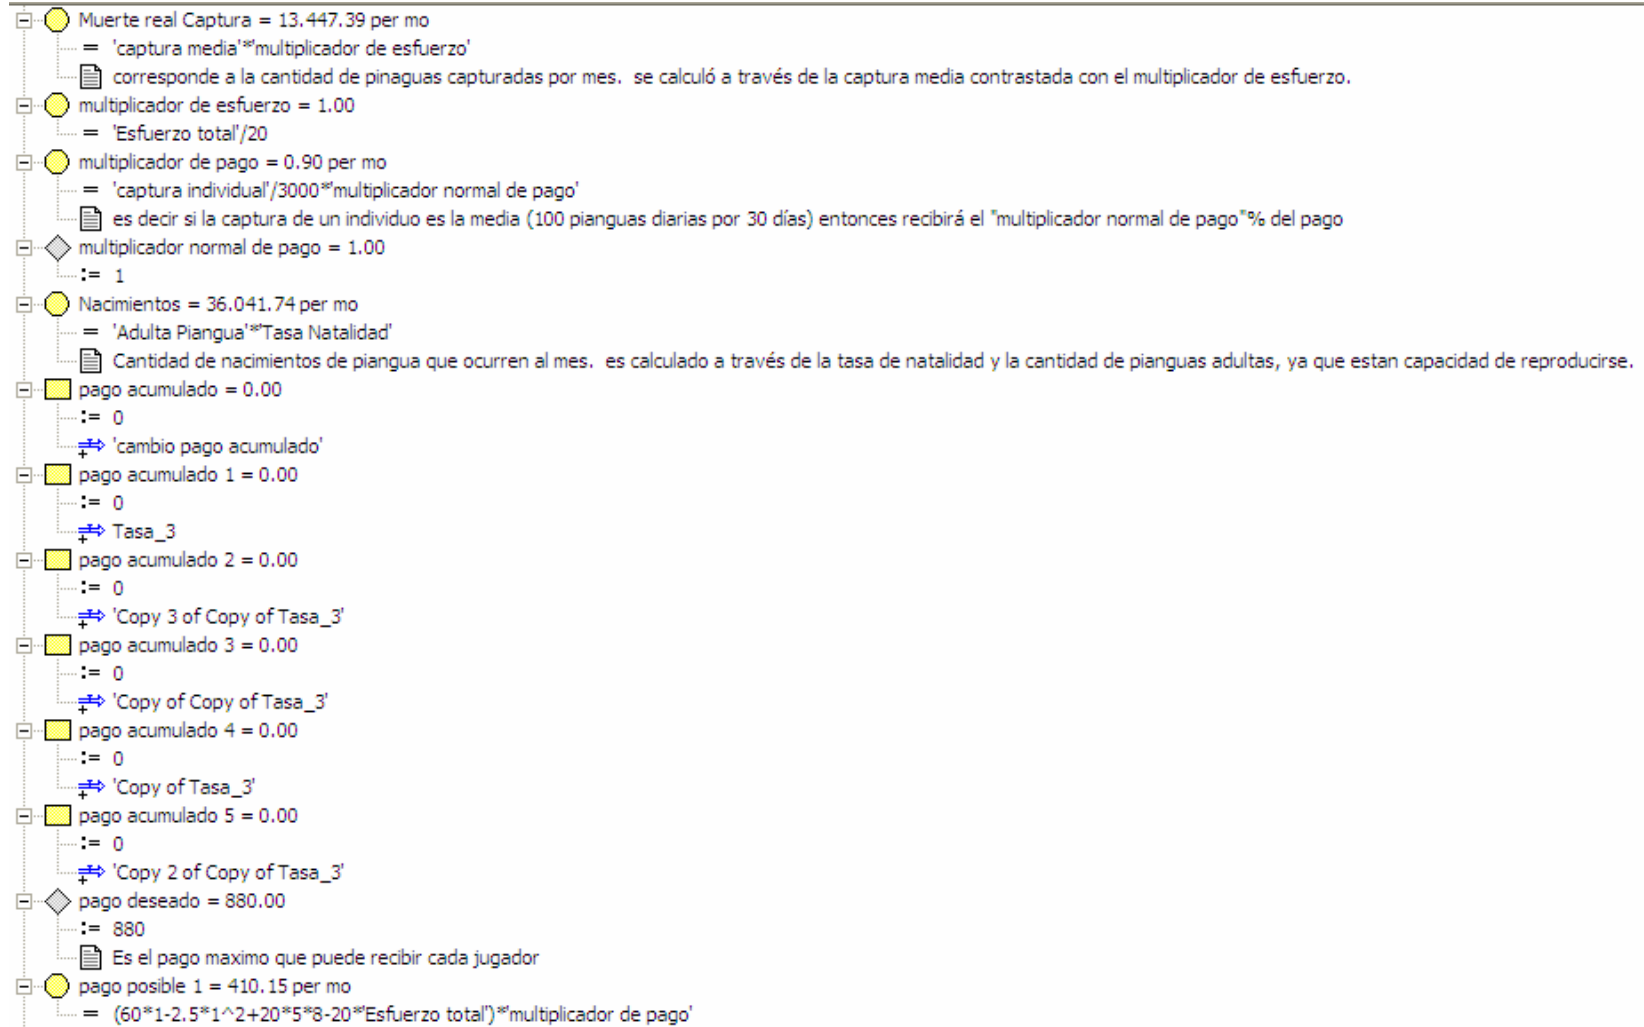 Muerte real Captura = 13.447.39 per mo
= 'captura media'*'multiplicador de esfuerzo'
corresponde a la cantidad de pinaguas capturadas por mes. se calculó a través de la captura media contrastada con el multiplicador de esfuerzo.
multiplicador de esfuerzo = 1.00
= 'Esfuerzo total'/20
multiplicador de pago = 0.90 per mo
= 'captura individual'/3000*'multiplicador normal de pago'
es decir si la captura de un individuo es la media (100 pianguas diarias por 30 días) entonces recibirá el "multiplicador normal de pago"% del pago
multiplicador normal de pago = 1.00
:= 1
Nacimientos = 36.041.74 per mo
= 'Adulta Piangua'*'Tasa Natalidad'
Cantidad de nacimientos de piangua que ocurren al mes. es calculado a través de la tasa de natalidad y la cantidad de pianguas adultas, ya que estan capacidad de reproducirse.
pago acumulado = 0.00
:= 0
'cambio pago acumulado'
pago acumulado 1 = 0.00
:= 0
Tasa_3
pago acumulado 2 = 0.00
:= 0
'Copy 3 of Copy of Tasa_3'
pago acumulado 3 = 0.00
:= 0
'Copy of Copy of Tasa_3'
pago acumulado 4 = 0.00
:= 0
'Copy of Tasa_3'
pago acumulado 5 = 0.00
:= 0
'Copy 2 of Copy of Tasa_3'
pago deseado = 880.00
:= 880
Es el pago maximo que puede recibir cada jugador
pago posible 1 = 410.15 per mo
= (60*1-2.5*1^2+20*5*8-20*'Esfuerzo total')*'multiplicador de pago'